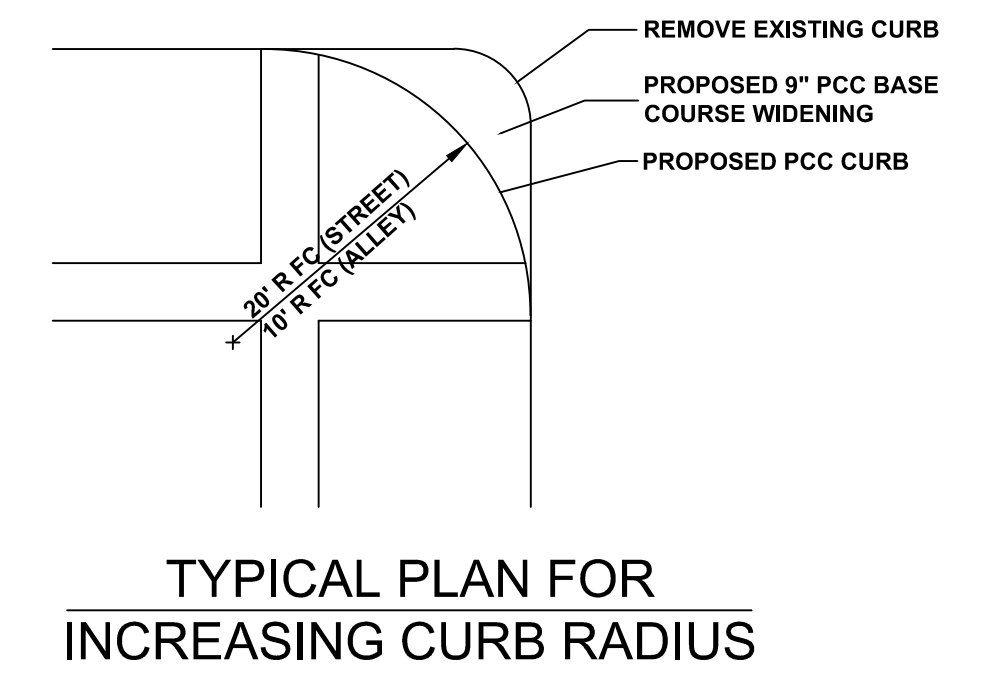 REMOVE EXISTING CURB
PROPOSED 9" PCC BASE
COURSE WIDENING
PROPOSED PCC CURB
20' R FC (STREET)
10' R FC (ALLEY)
TYPICAL PLAN FOR
INCREASING CURB RADIUS